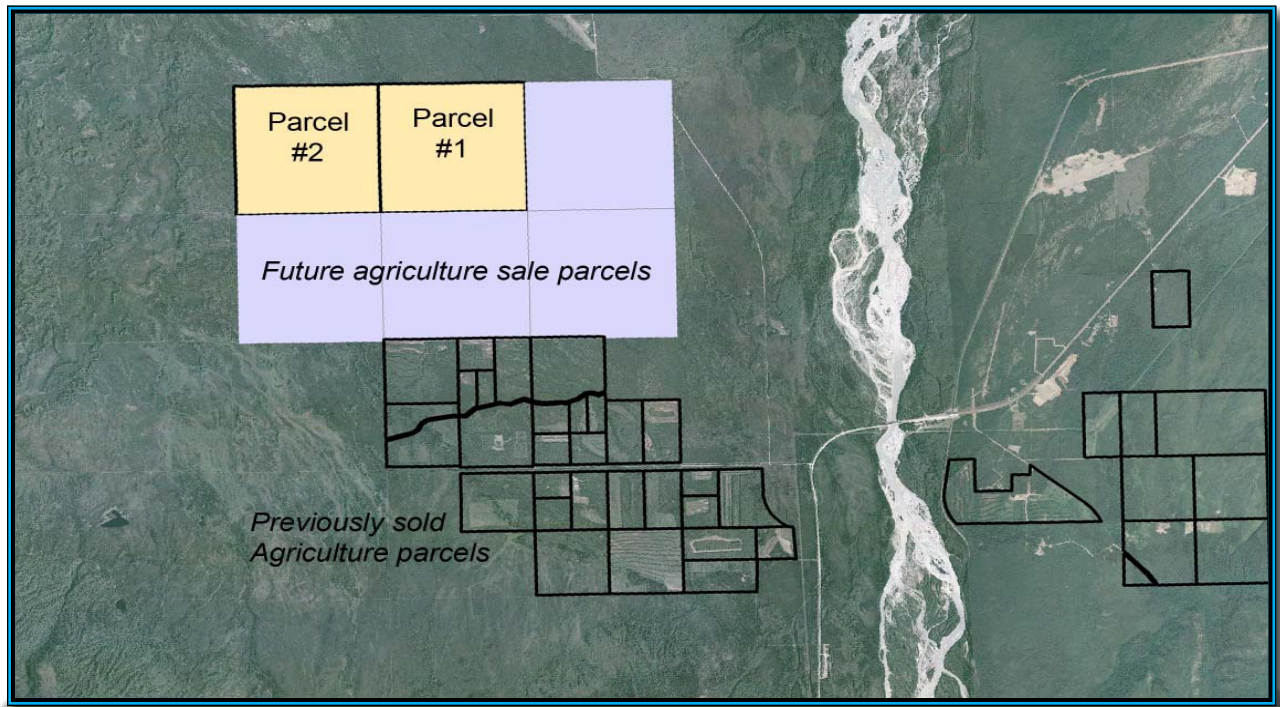 Parcel
#2
Parcel
#1
Future agriculture sale parcels
Previously sold
Agriculture parcels